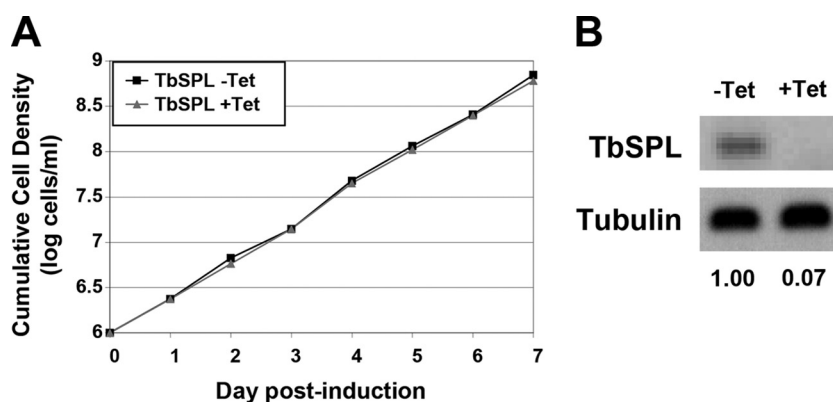 A
Cumulative Cell Density
(log cells/ml)
9
8.5
8
7.5
7
6.5
6
TbSPL -Tet
TbSPL +Tet
0 1 2 3 4 5 6 7
Day post-induction
B
-Tet +Tet
TbSPL
Tubulin
1.00 0.07